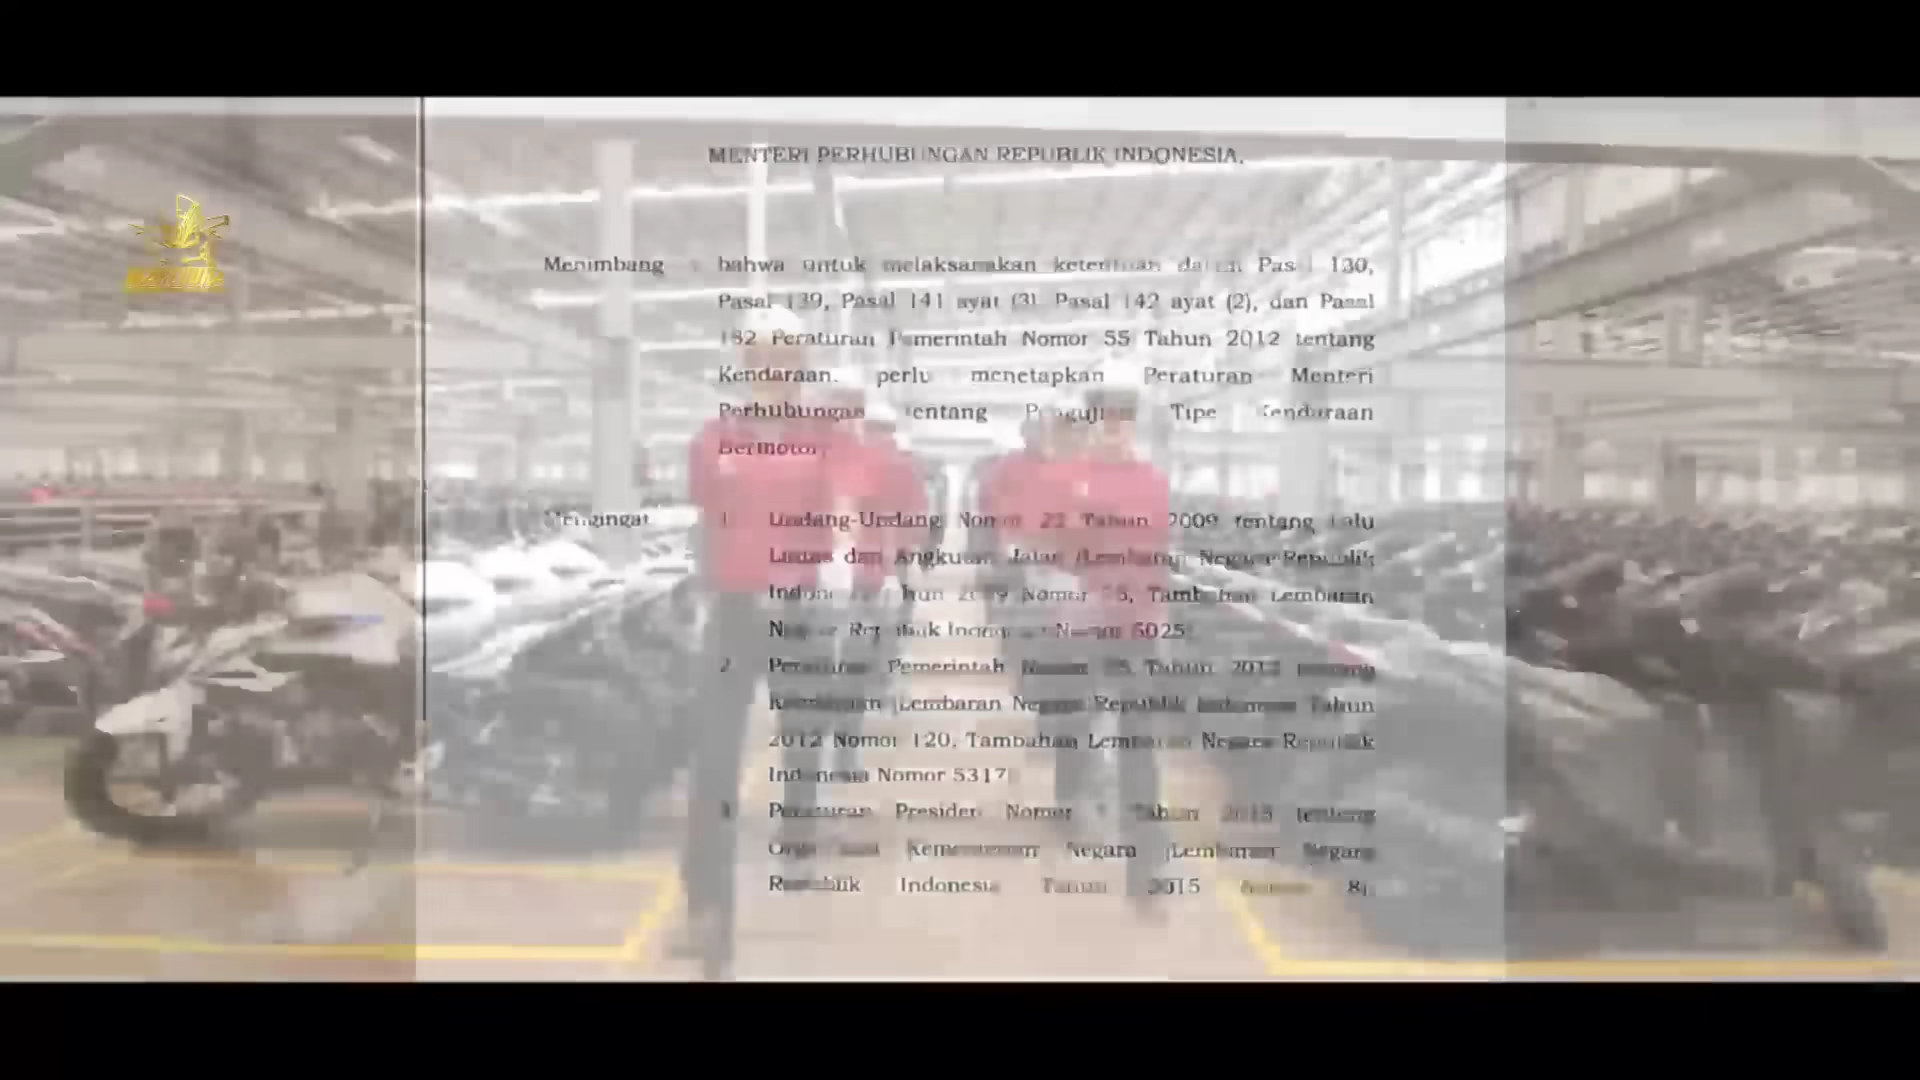 MENTERI PERHUBUNGAN REPUBLIK INDONESIA,
Menimbang : bahwa untuk melaksanakan ketentuan dalam Pasal 130,
Pasal 139, Pasal 141 ayat (3), Pasal 142 ayat (2), dan Pasal
182 Peraturan Pemerintah Nomor 55 Tahun 2012 tentang
Kendaraan, perlu menetapkan Peraturan Menteri
Perhubungan tentang Pengujian Tipe Kendaraan
Bermotor;
Mengingat : 1. Undang-Undang Nomor 22 Tahun 2009 tentang Lalu
Lintas dan Angkutan Jalan (Lembaran Negara Republik
Indonesia Tahun 2009 Nomor Tambahan Lembaran
Negara Republik Indonesia Nomor 5025);
2. Peraturan Pemerintah Nomor 55 Tahun 2012 tentang
Kendaraan (Lembaran Negara Republik Indonesia Tahun
2012 Nomor 120, Tambahan Lembaran Negara Republik
Indonesia Nomor 5317);
3. Peraturan Presiden Nomor Tahun 2015 tentang
Organisasi Kementerian Negara (Lembaran Negara
Republik Indonesia Tahun 2015 Nomor 8);